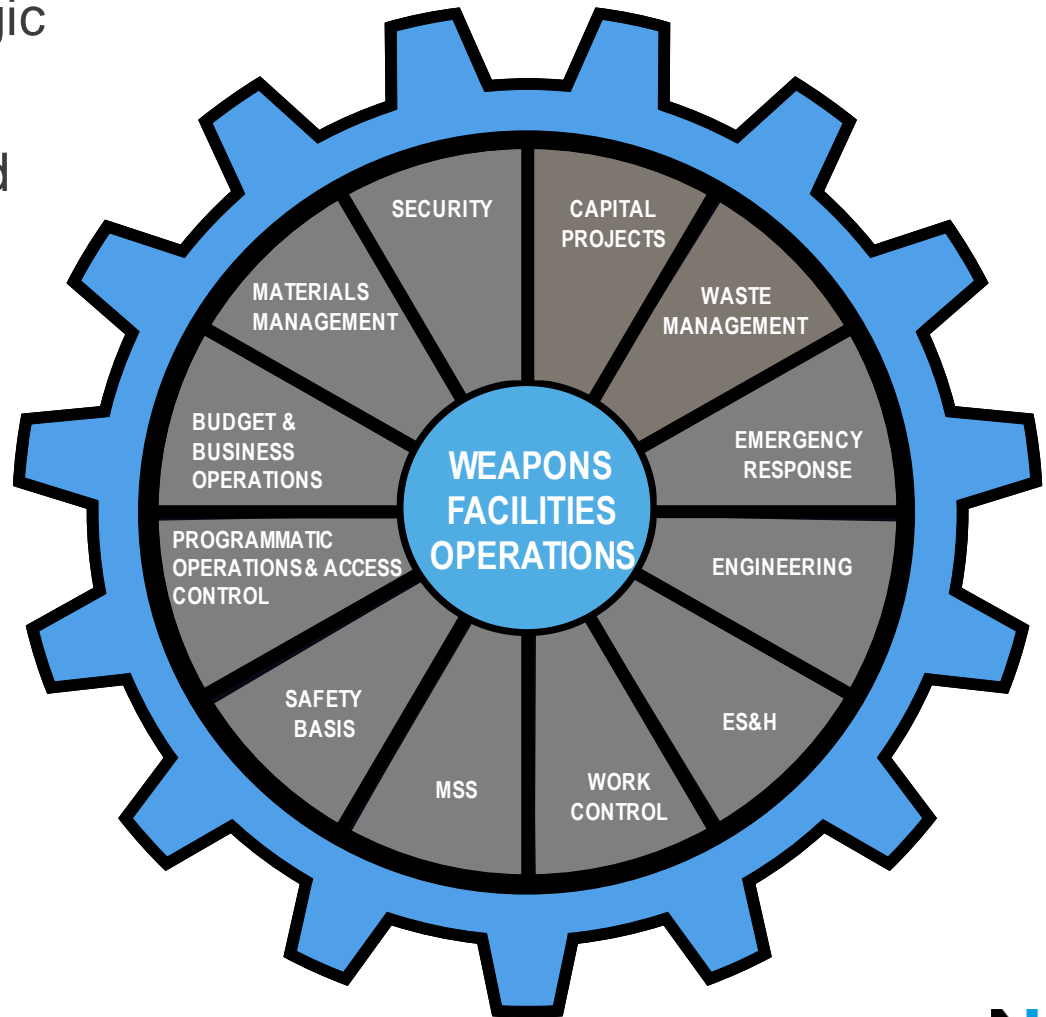 gic
d
SECURITY
CAPITAL
PROJECTS
WASTE
MANAGEMENT
MATERIALS
MANAGEMENT
EMERGENCY
RESPONSE
BUDGET &
BUSINESS
OPERATIONS
WEAPONS
FACILITIES
OPERATIONS
PROGRAMMATIC
OPERATIONS & ACCESS
CONTROL
ENGINEERING
SAFETY
BASIS
ES&H
MSS
WORK
CONTROL